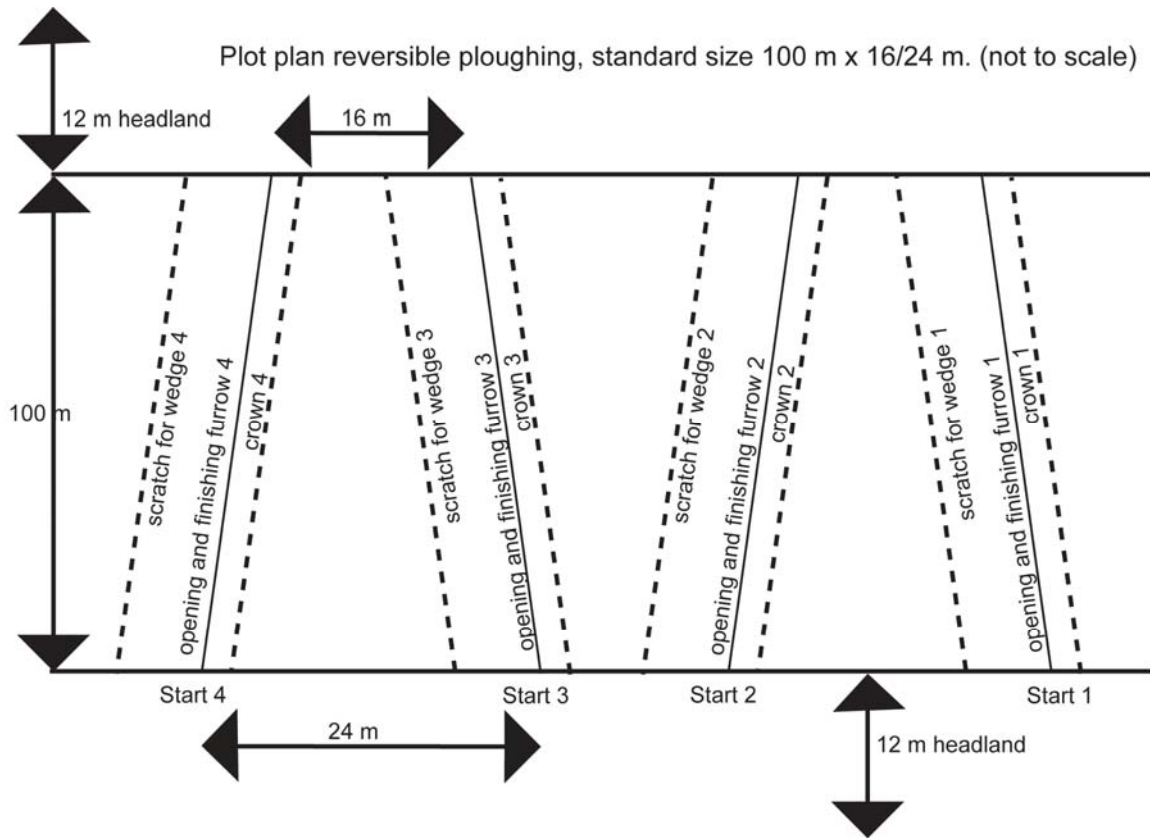 Plot plan reversible ploughing, standard size 100 m x 16/24 m. (not to scale)
12 m headland
16 m
100 m
scratch for wedge 4
opening and finishing furrow 4
crown 4
scratch for wedge 3
opening and finishing furrow 3
crown 3
scratch for wedge 2
opening and finishing furrow 2
crown 2
scratch for wedge 1
opening and finishing furrow 1
crown 1
Start 4
Start 3
Start 2
Start 1
24 m
12 m headland